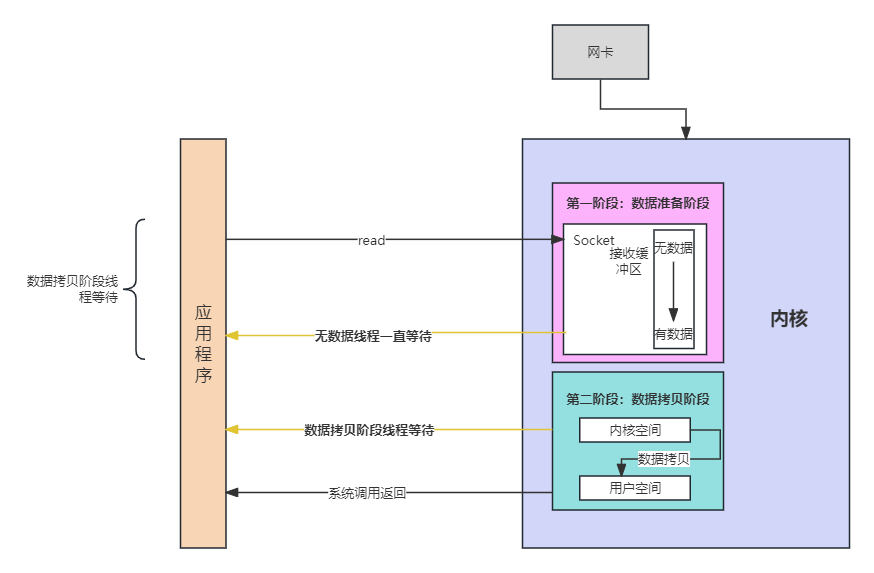 网卡
第一阶段：数据准备阶段
read
Socket
接收缓
冲区
无数据
有数据
内核
数据拷贝阶段线
程等待
应
用
程
序
无数据线程一直等待
第二阶段：数据拷贝阶段
数据拷贝阶段线程等待
内核空间
数据拷贝
用户空间
系统调用返回